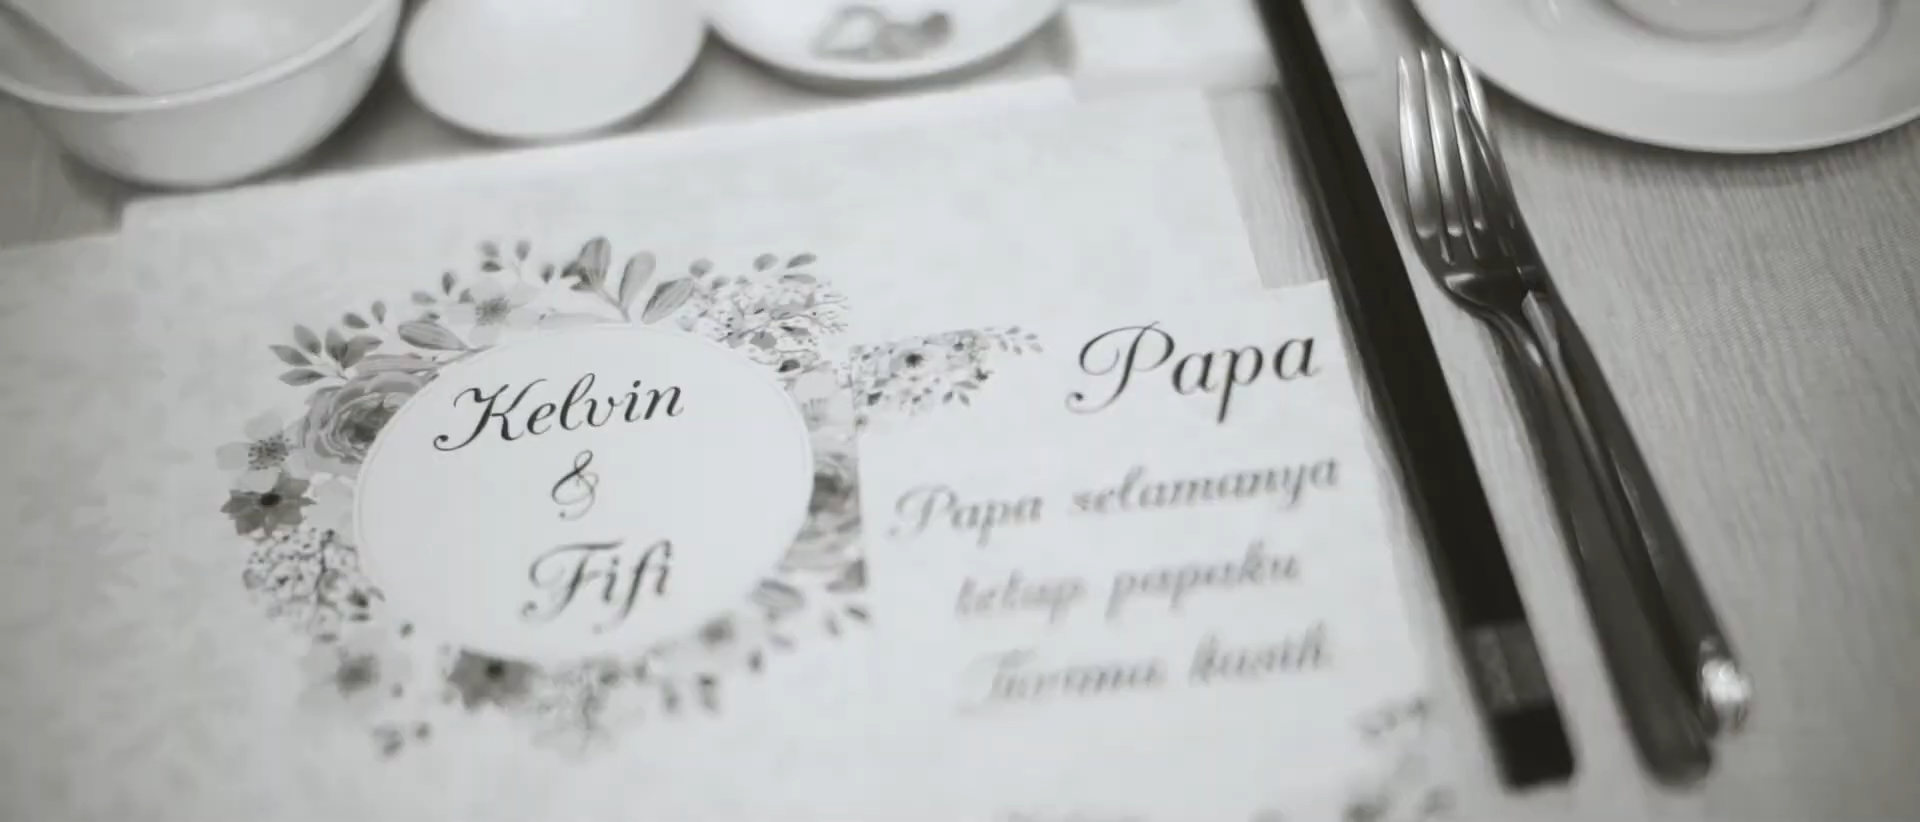 Kelvin
&
Fifi
Papa
Papa selamanya
tetap papaku
Terima kasih